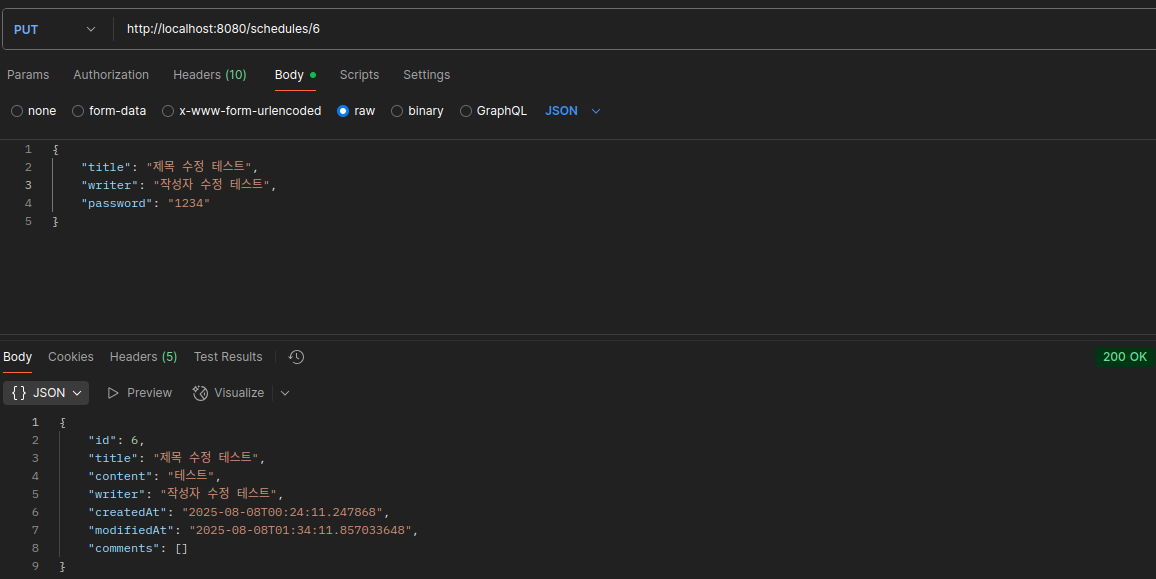 PUT http://localhost:8080/schedules/6
Params Authorization Headers (10) Body Scripts Settings
none form-data x-www-form-urlencoded raw binary GraphQL JSON
1 {
2 "title": "제목 수정 테스트",
3 "writer": "작성자 수정 테스트",
4 "password": "1234"
5 }
Body Cookies Headers (5) Test Results 200 OK
{} JSON Preview Visualize
1 {
2 "id": 6,
3 "title": "제목 수정 테스트",
4 "content": "테스트",
5 "writer": "작성자 수정 테스트",
6 "createdAt": "2025-08-08T00:24:11.247868",
7 "modifiedAt": "2025-08-08T01:34:11.857033648",
8 "comments": []
9 }